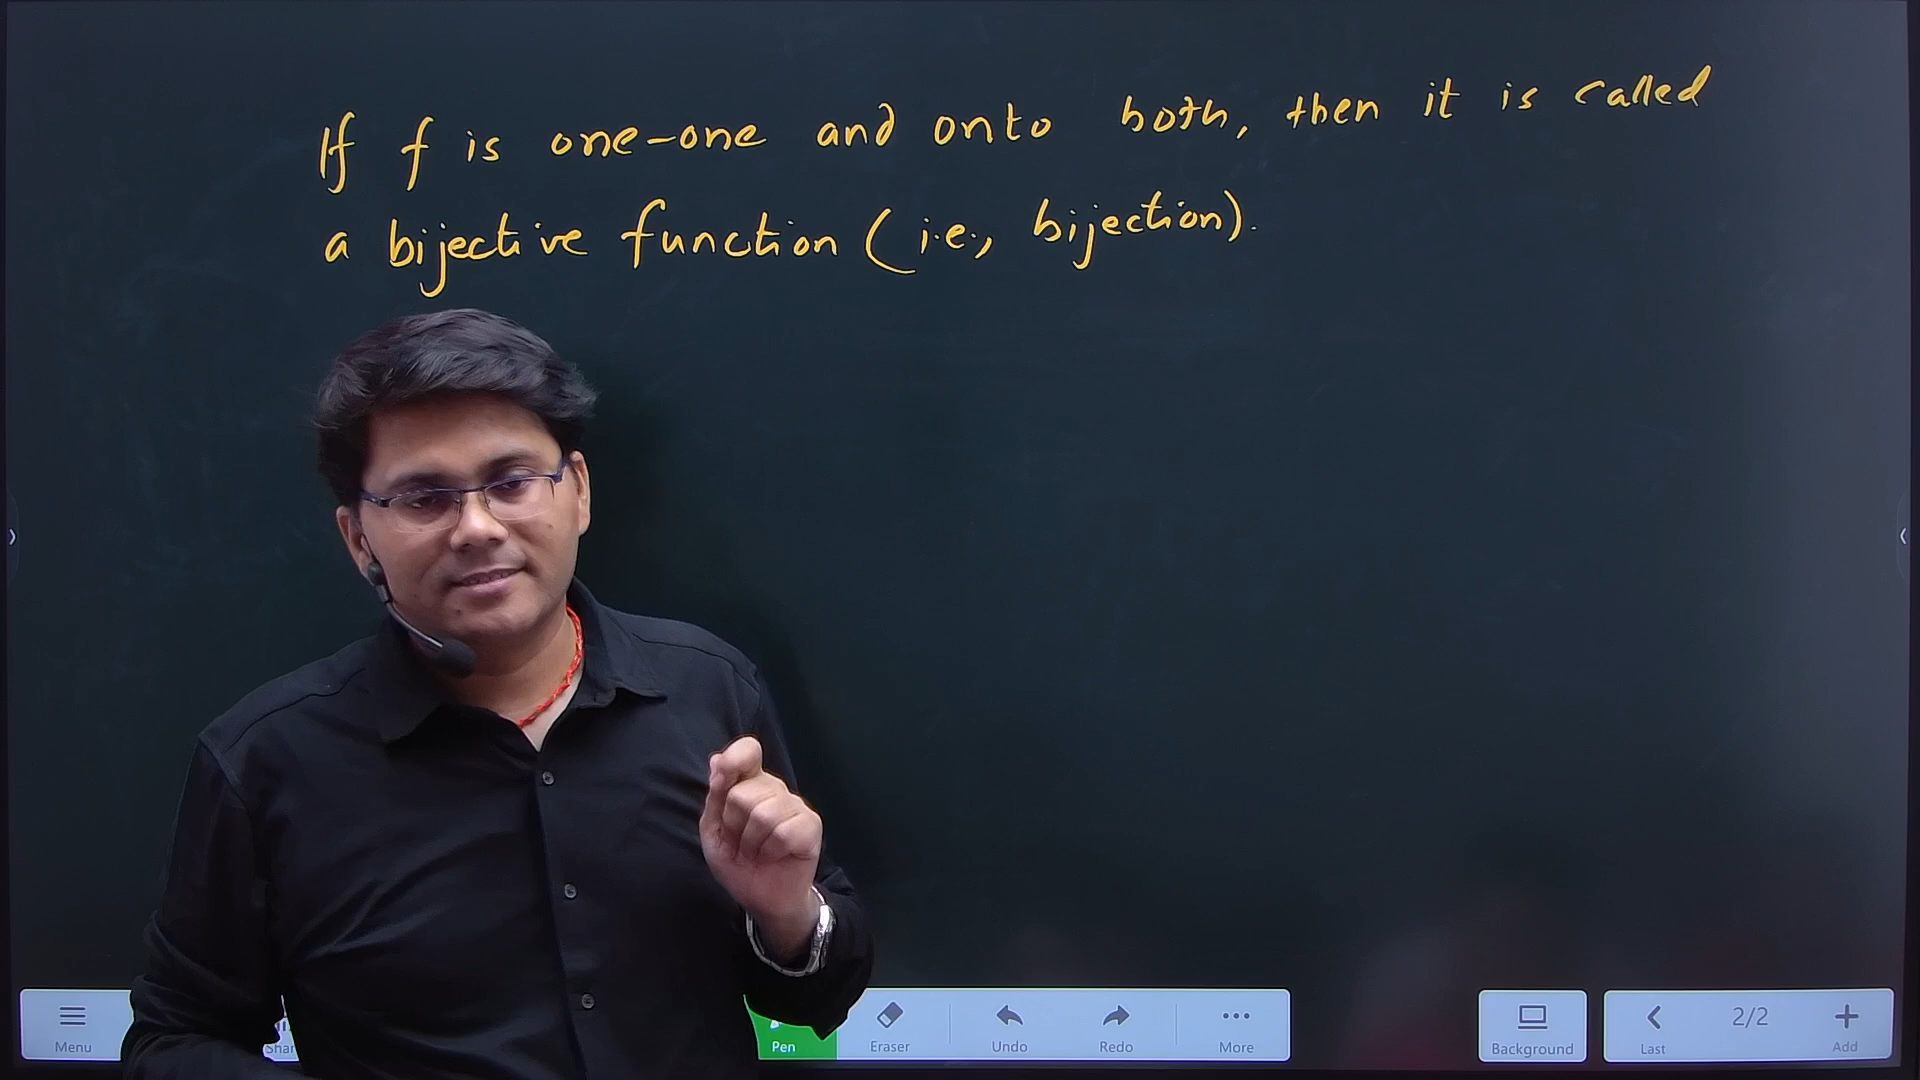 If f is one-one and onto both, then it is called
a bijective function (i.e., bijection).
Menu
Pen
Eraser
Undo
Redo
More
Background
Last
2/2
Add